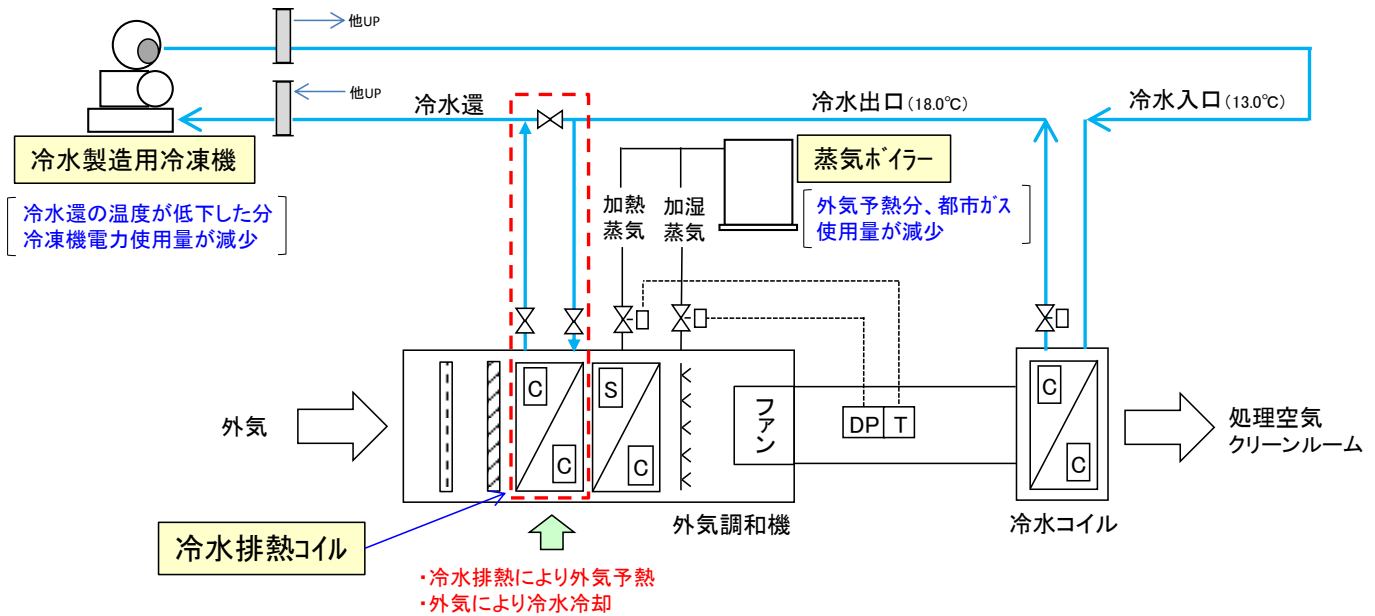 他UP
他UP
冷水還
冷水出口(18.0℃)
冷水入口(13.0℃)
冷水製造用冷凍機
冷水還の温度が低下した分
冷凍機電力使用量が減少
加熱
蒸気
加湿
蒸気
蒸気ﾎﾞｲﾗｰ
外気予熱分、都市ｶﾞｽ
使用量が減少
外気
C
C
S
C
ファン
DP
T
C
C
処理空気
クリーンルーム
外気調和機
冷水コイル
冷水排熱ｺｲﾙ
・冷水排熱により外気予熱
・外気により冷水冷却